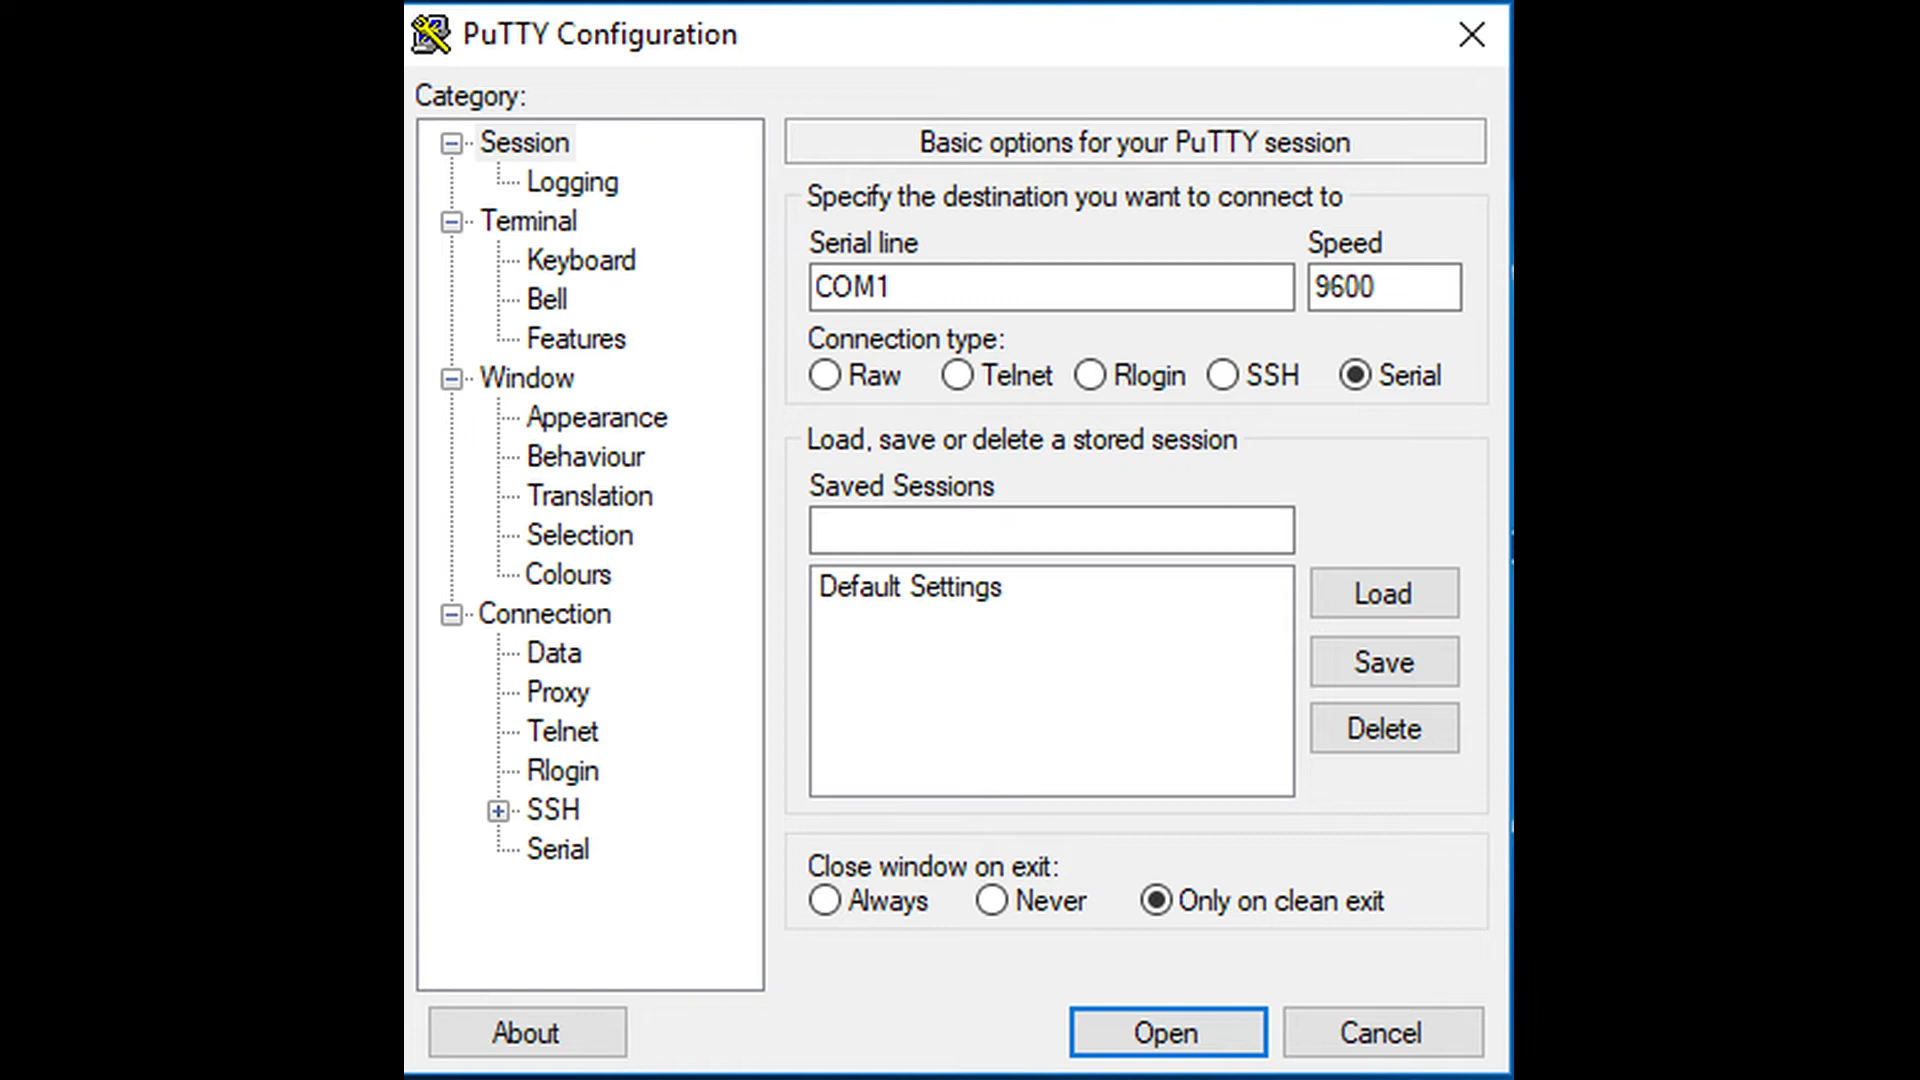 PuTTY Configuration
Category:
Session
Logging
Terminal
Keyboard
Bell
Features
Window
Appearance
Behaviour
Translation
Selection
Colours
Connection
Data
Proxy
Telnet
Rlogin
SSH
Serial
Basic options for your PuTTY session
Specify the destination you want to connect to
Serial line Speed
COM1 9600
Connection type:
Raw Telnet Rlogin SSH Serial
Load, save or delete a stored session
Saved Sessions
Default Settings
Load
Save
Delete
Close window on exit:
Always Never Only on clean exit
About Open Cancel